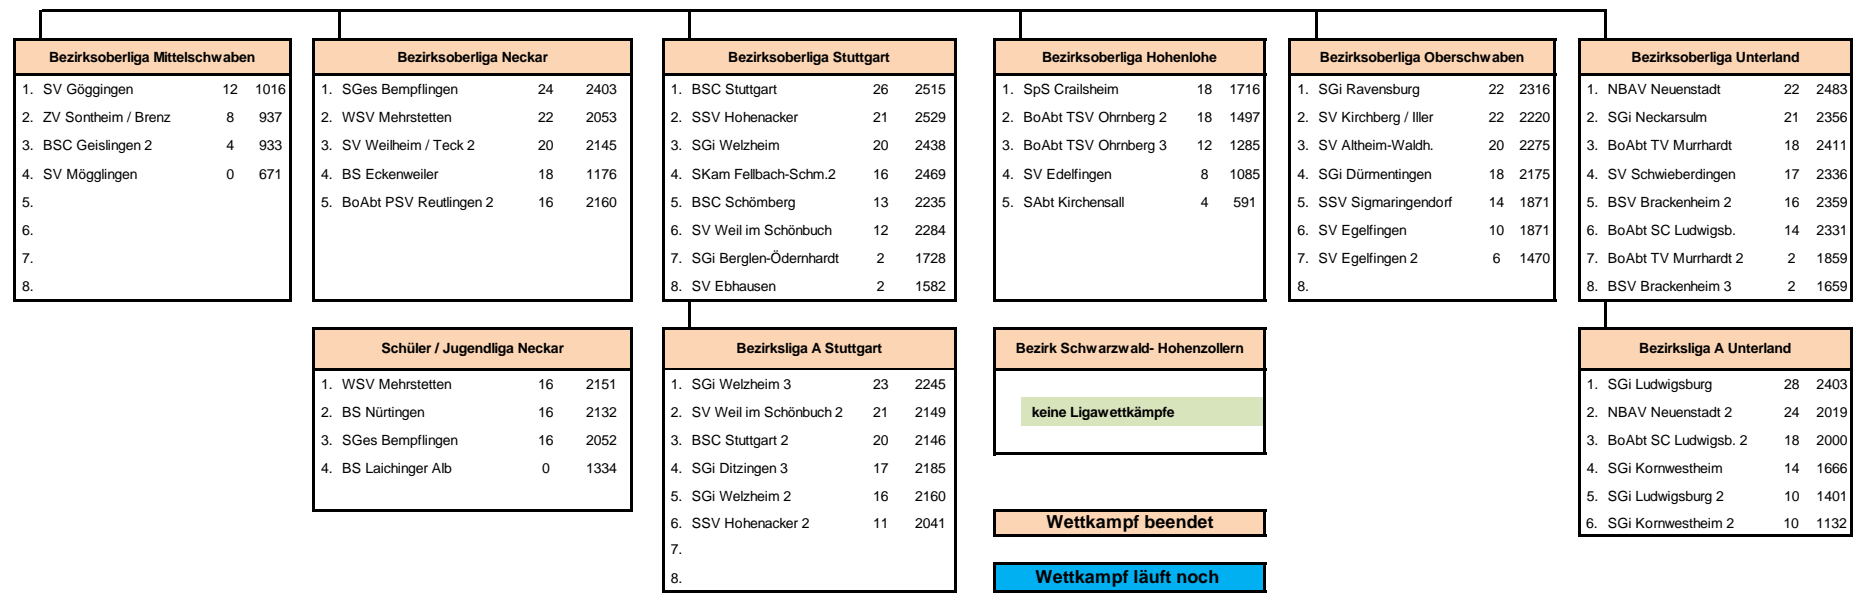 Bezirksoberliga Mittelschwaben
1. SV Göggingen 12 1016
2. ZV Sontheim / Brenz 8 937
3. BSC Geislingen 2 4 933
4. SV Mögglingen 0 671
5.
6.
7.
8.
Bezirksoberliga Neckar
1. SGes Bempflingen 24 2403
2. WSV Mehrstetten 22 2053
3. SV Weilheim / Teck 2 20 2145
4. BS Eckenweiler 18 1176
5. BoAbt PSV Reutlingen 2 16 2160
Bezirksoberliga Stuttgart
1. BSC Stuttgart 26 2515
2. SSV Hohenacker 21 2529
3. SGi Welzheim 20 2438
4. SKam Fellbach-Schm.2 16 2469
5. BSC Schömberg 13 2235
6. SV Weil im Schönbuch 12 2284
7. SGi Berglen-Ödernhardt 2 1728
8. SV Ebhausen 2 1582
Bezirksoberliga Hohenlohe
1. SpS Crailsheim 18 1716
2. BoAbt TSV Ohrnberg 2 18 1497
3. BoAbt TSV Ohrnberg 3 12 1285
4. SV Edelfingen 8 1085
5. SAbt Kirchensall 4 591
Bezirksoberliga Oberschwaben
1. SGi Ravensburg 22 2316
2. SV Kirchberg / Iller 22 2220
3. SV Altheim-Waldh. 20 2275
4. SGi Dürmentingen 18 2175
5. SSV Sigmaringendorf 14 1871
6. SV Egelfingen 10 1871
7. SV Egelfingen 2 6 1470
8.
Bezirksoberliga Unterland
1. NBAV Neuenstadt 22 2483
2. SGi Neckarsulm 21 2356
3. BoAbt TV Murrhardt 18 2411
4. SV Schwieberdingen 17 2336
5. BSV Brackenheim 2 16 2359
6. BoAbt SC Ludwigsb. 14 2331
7. BoAbt TV Murrhardt 2 2 1859
8. BSV Brackenheim 3 2 1659
Schüler / Jugendliga Neckar
1. WSV Mehrstetten 16 2151
2. BS Nürtingen 16 2132
3. SGes Bempflingen 16 2052
4. BS Laichinger Alb 0 1334
Bezirksliga A Stuttgart
1. SGi Welzheim 3 23 2245
2. SV Weil im Schönbuch 2 21 2149
3. BSC Stuttgart 2 20 2146
4. SGi Ditzingen 3 17 2185
5. SGi Welzheim 2 16 2160
6. SSV Hohenacker 2 11 2041
7.
8.
Bezirk Schwarzwald- Hohenzollern
keine Ligawettkämpfe
Wettkampf beendet
Wettkampf läuft noch
Bezirksliga A Unterland
1. SGi Ludwigsburg 28 2403
2. NBAV Neuenstadt 2 24 2019
3. BoAbt SC Ludwigsb. 2 18 2000
4. SGi Kornwestheim 14 1666
5. SGi Ludwigsburg 2 10 1401
6. SGi Kornwestheim 2 10 1132